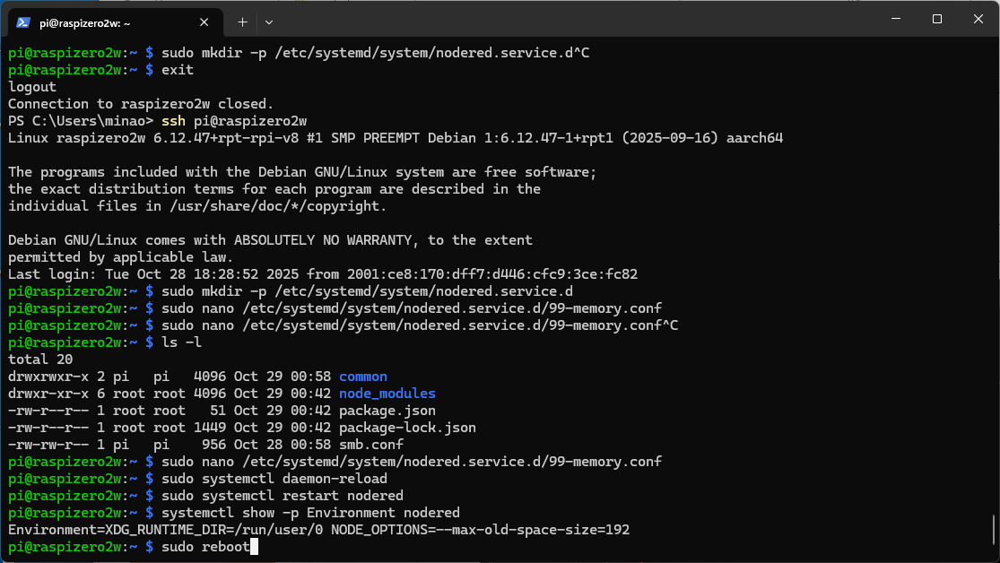 pi@raspizero2w: ~
pi@raspizero2w:~ $ sudo mkdir -p /etc/systemd/system/nodered.service.d^C
pi@raspizero2w:~ $ exit
logout
Connection to raspizero2w closed.
PS C:\Users\minao> ssh pi@raspizero2w
Linux raspizero2w 6.12.47+rpt-rpi-v8 #1 SMP PREEMPT Debian 1:6.12.47-1+rpt1 (2025-09-16) aarch64
The programs included with the Debian GNU/Linux system are free software;
the exact distribution terms for each program are described in the
individual files in /usr/share/doc/*/copyright.
Debian GNU/Linux comes with ABSOLUTELY NO WARRANTY, to the extent
permitted by applicable law.
Last login: Tue Oct 28 18:28:52 2025 from 2001:ce8:170:dff7:d446:cfc9:3ce:fc82
pi@raspizero2w:~ $ sudo mkdir -p /etc/systemd/system/nodered.service.d
pi@raspizero2w:~ $ sudo nano /etc/systemd/system/nodered.service.d/99-memory.conf
pi@raspizero2w:~ $ sudo nano /etc/systemd/system/nodered.service.d/99-memory.conf^C
pi@raspizero2w:~ $ ls -l
total 20
drwxrwxr-x 2 pi   pi   4096 Oct 29 00:58 common
drwxr-xr-x 6 root root 4096 Oct 29 00:42 node_modules
-rw-r--r-- 1 root root   51 Oct 29 00:42 package.json
-rw-r--r-- 1 root root 1449 Oct 29 00:42 package-lock.json
-rw-rw-r-- 1 pi   pi    956 Oct 28 00:58 smb.conf
pi@raspizero2w:~ $ sudo nano /etc/systemd/system/nodered.service.d/99-memory.conf
pi@raspizero2w:~ $ sudo systemctl daemon-reload
pi@raspizero2w:~ $ sudo systemctl restart nodered
pi@raspizero2w:~ $ systemctl show -p Environment nodered
Environment=XDG_RUNTIME_DIR=/run/user/0 NODE_OPTIONS=--max-old-space-size=192
pi@raspizero2w:~ $ sudo reboot